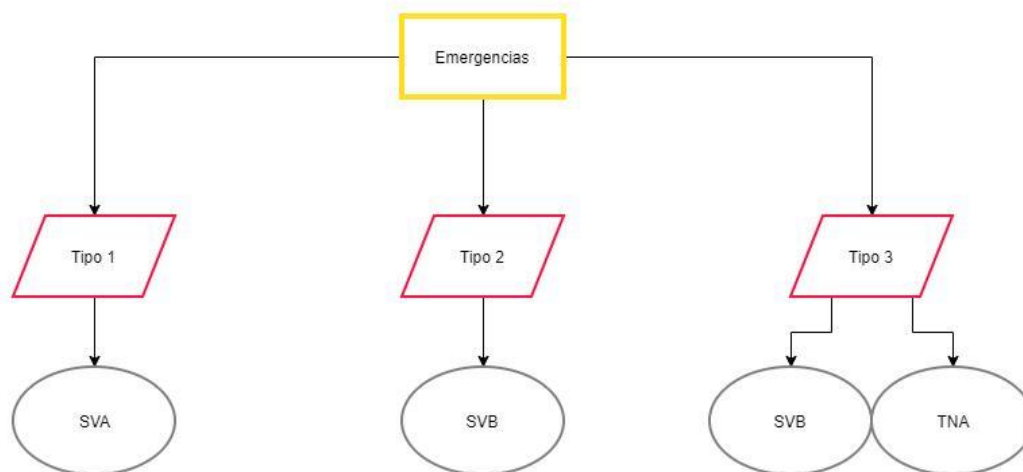 Emergencias
Tipo 1
Tipo 2
Tipo 3
SVA
SVB
SVB
TNA